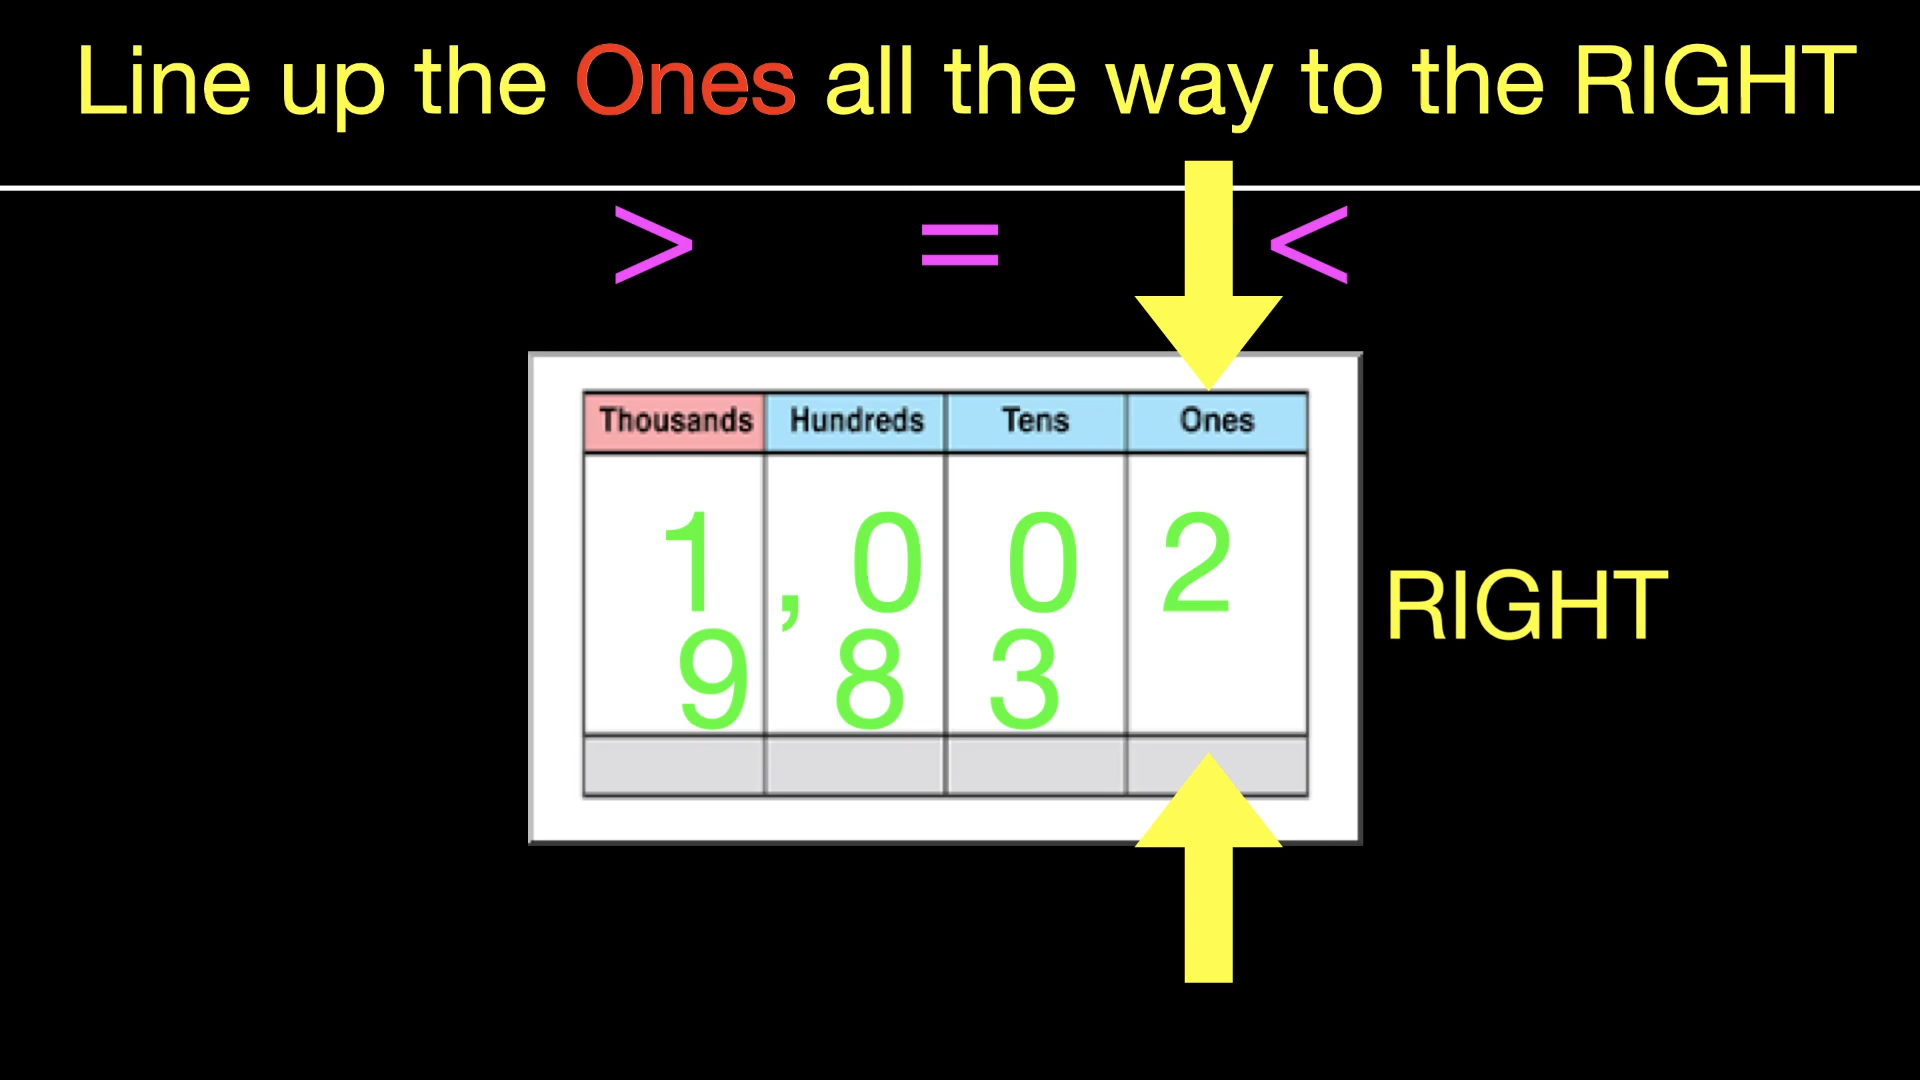 Line up the Ones all the way to the RIGHT
> = <
Thousands Hundreds Tens Ones
1,002
983
RIGHT